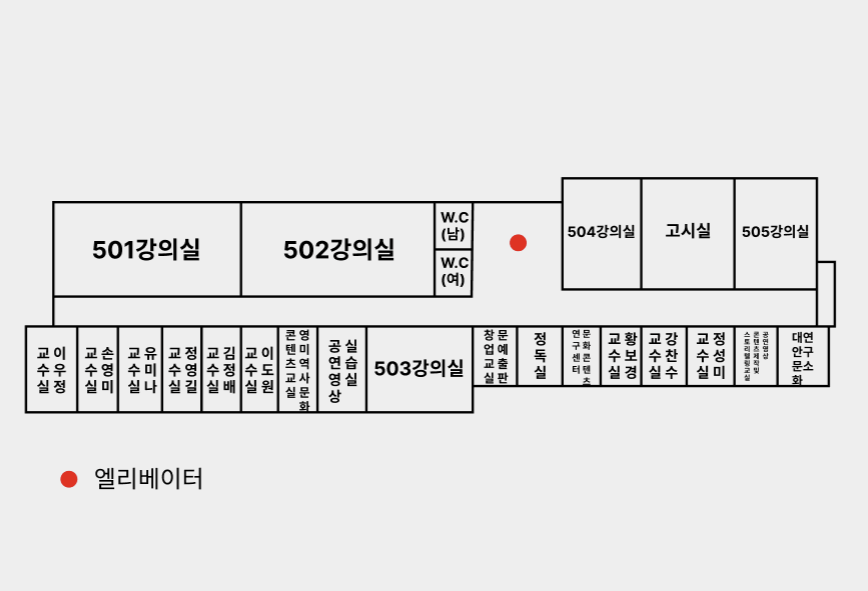 501강의실
502강의실
W.C
(남)
W.C
(여)
504강의실
고시실
505강의실
이우정
교수실
손영미
교수실
유미나
교수실
정영길
교수실
김정배
교수실
이도원
교수실
영미역사문화
콘텐츠교실
실습실
공연영상
503강의실
문예출판
창업교실
정독실
문화콘텐츠
연구센터
황보경
교수실
강찬수
교수실
정성미
교수실
공연영상
콘텐츠제작및
스토리텔링교실
대안문화
연구소
엘리베이터